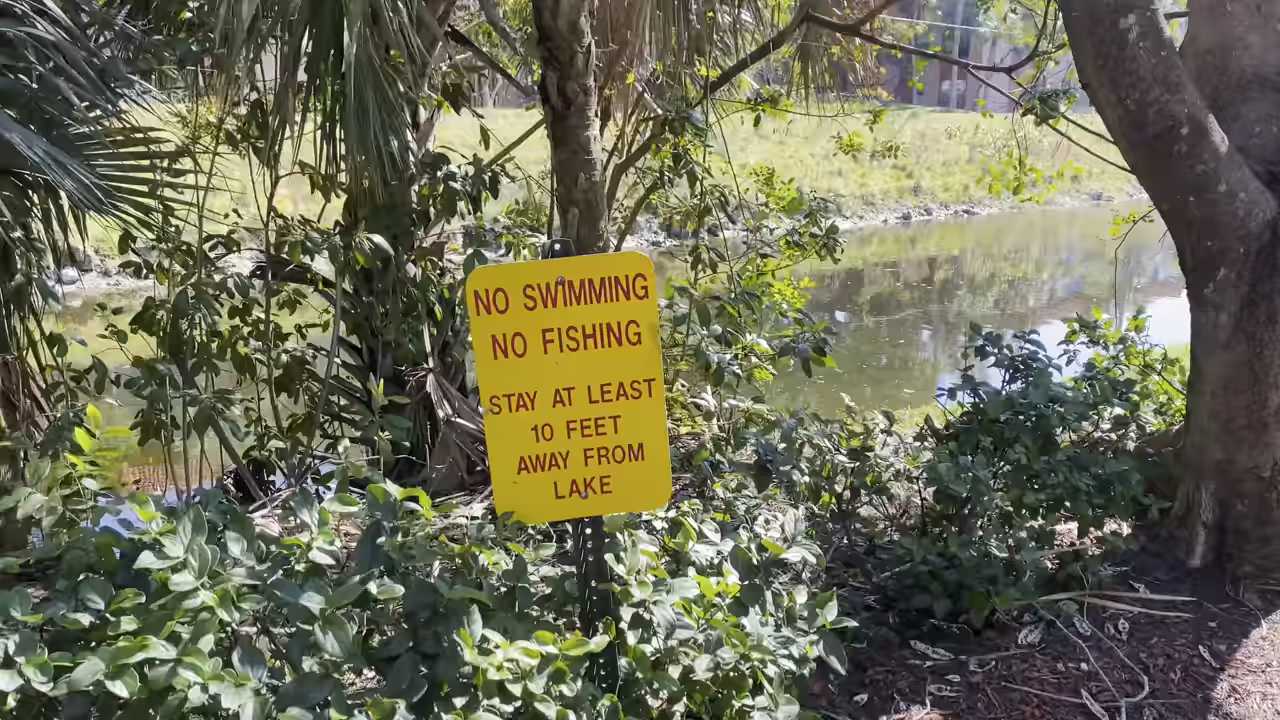 NO SWIMMING
NO FISHING
STAY AT LEAST
10 FEET
AWAY FROM
LAKE